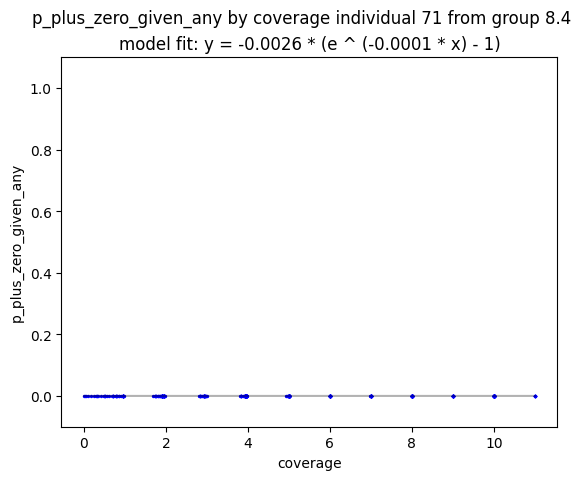 p_plus_zero_given_any by coverage individual 71 from group 8.4
model fit: y = -0.0026 * (e ^ (-0.0001 * x) - 1)
1.0
0.8
0.6
0.4
0.2
0.0
p_plus_zero_given_any
0 2 4 6 8 10
coverage